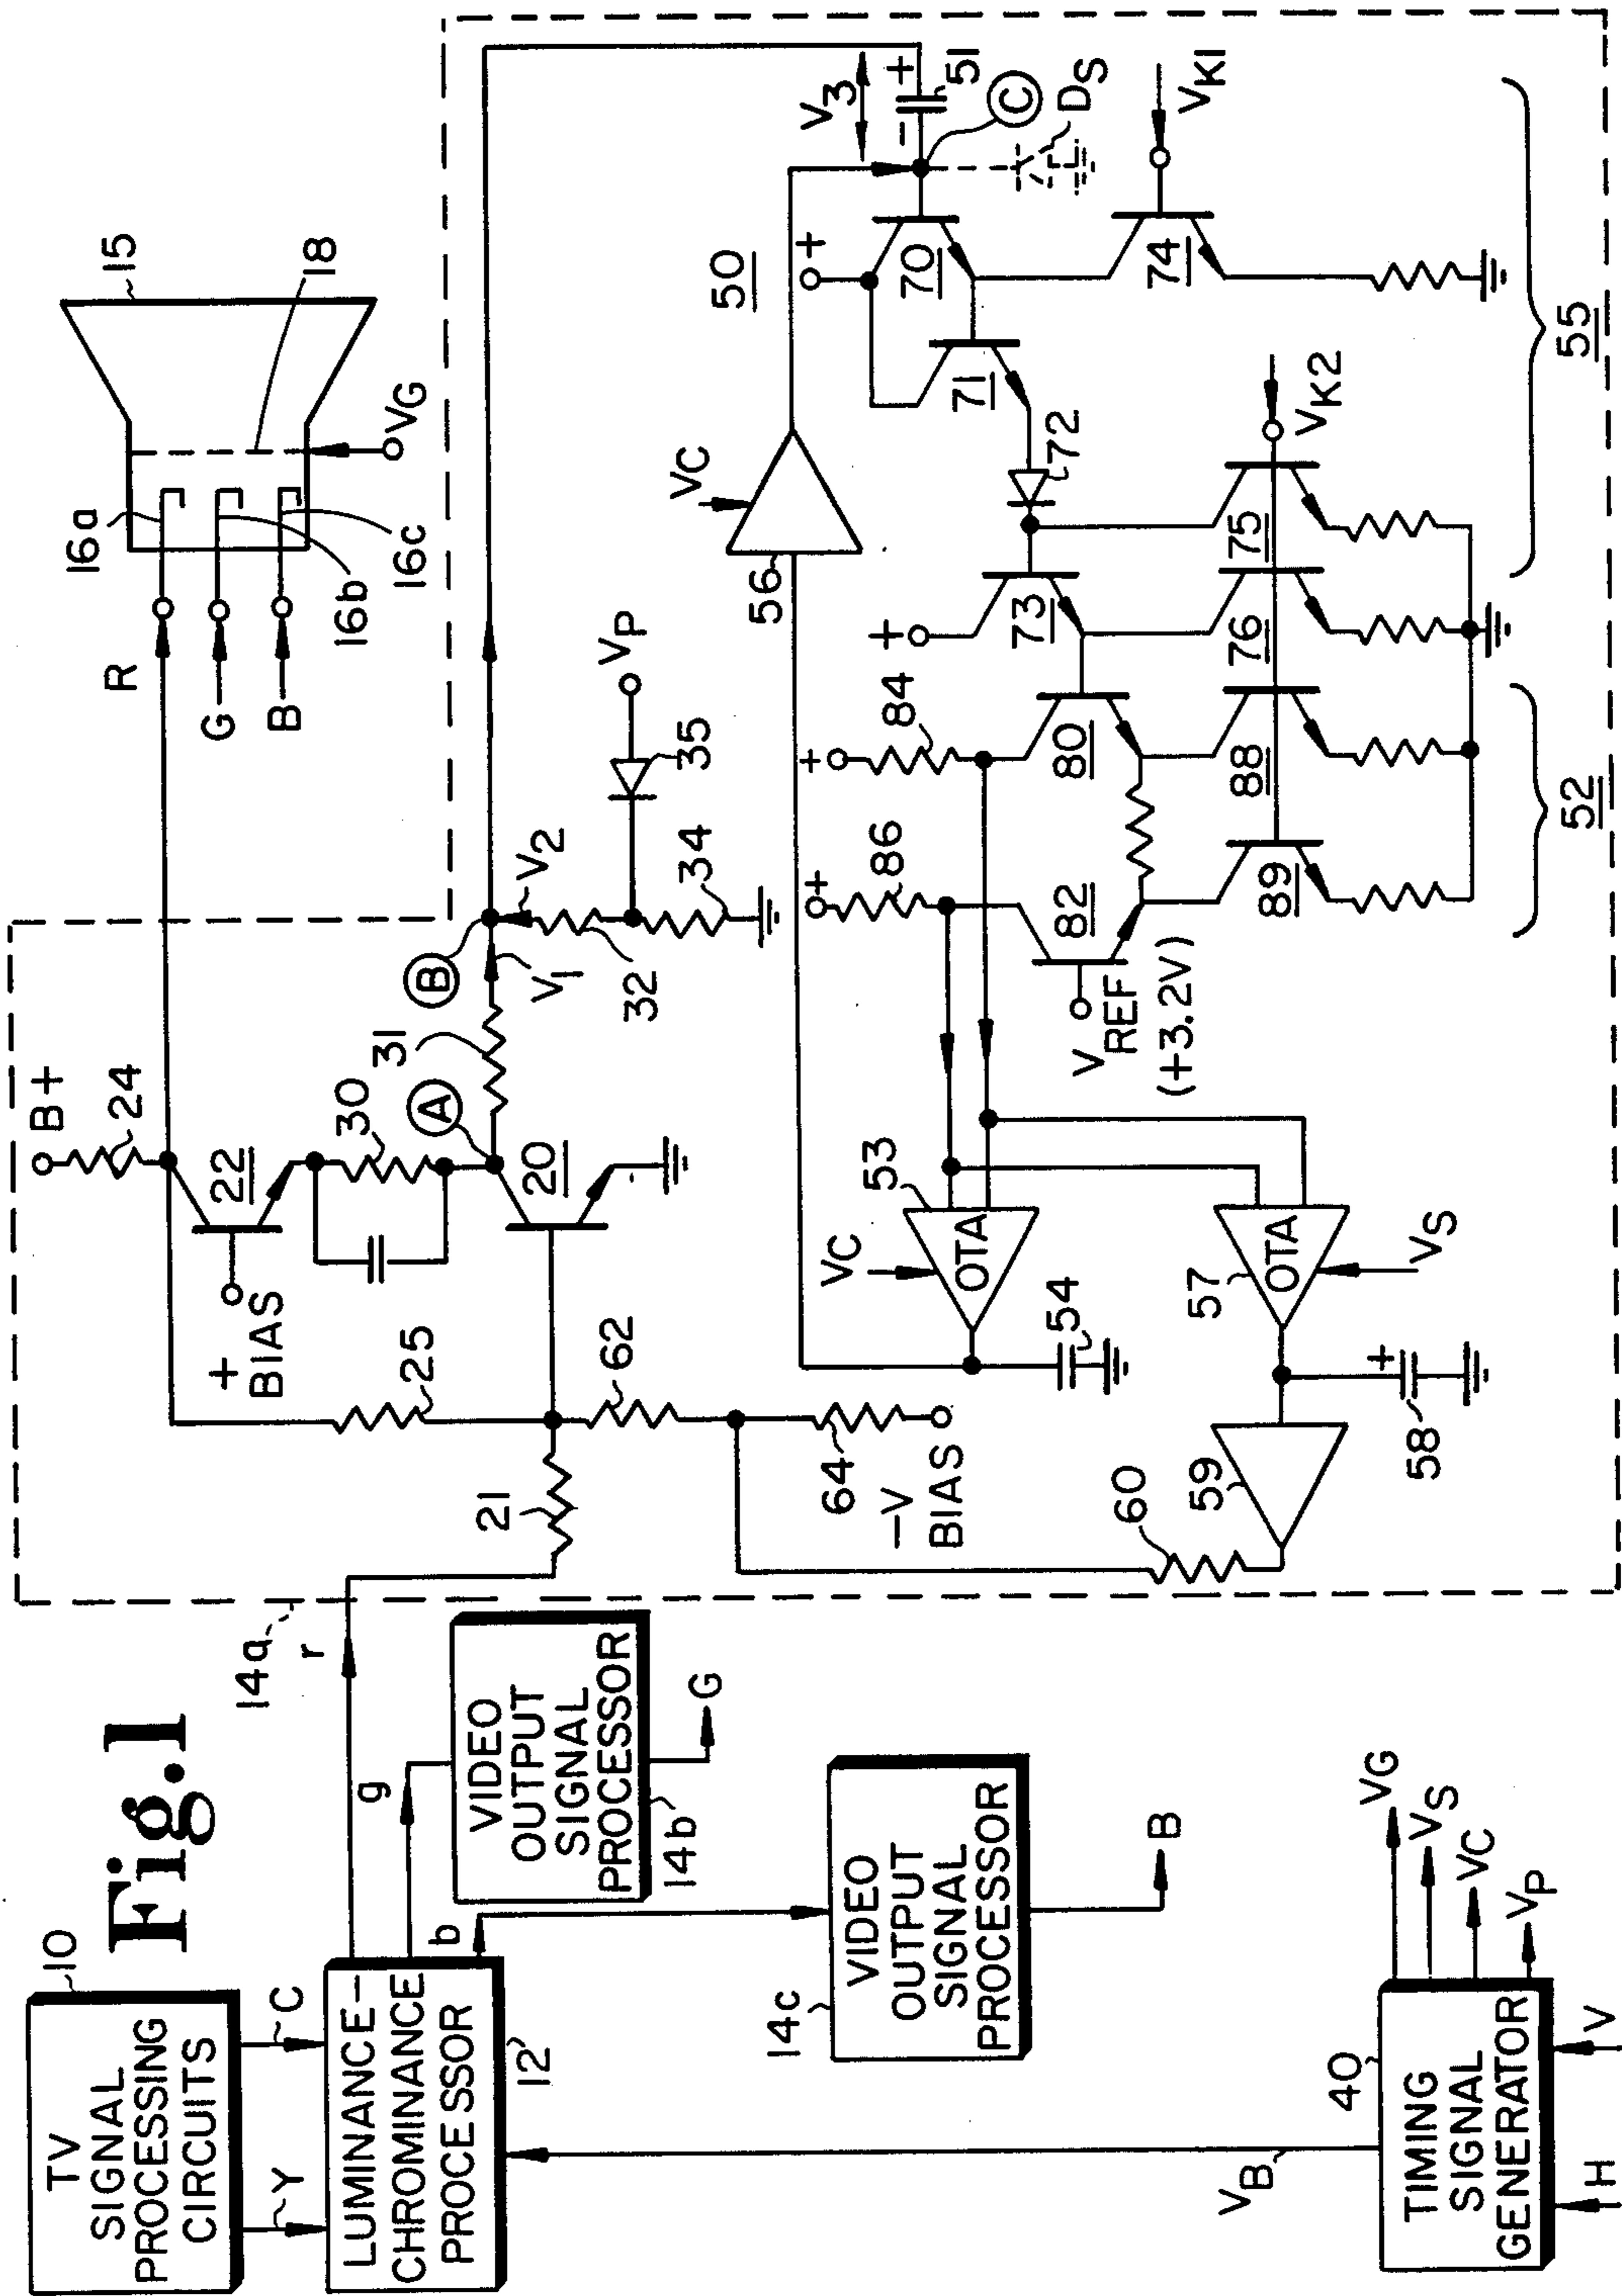 Fig.1
TV
SIGNAL
PROCESSING
CIRCUITS
10
Y
C
LUMINANCE-
CHROMINANCE
PROCESSOR
12
r
g
b
14a
VIDEO
OUTPUT
SIGNAL
PROCESSOR
14b
G
VIDEO
OUTPUT
SIGNAL
PROCESSOR
14c
B
VB
40
TIMING
SIGNAL
GENERATOR
H
V
VG
VS
VC
VP
B+
24
22
+
BIAS
30
A
20
25
21
62
64
-V
BIAS
60
59
58
+
31
V1
B
V2
32
34
35
VP
R
G
B
16a
16b
16c
15
18
VG
50
V3
+
-
51
C
DS
VC
56
+
70
71
72
73
+
74
VK1
75
76
VK2
55
+
84
+
86
80
82
88
89
52
VREF
(+3.2V)
53
VC
OTA
54
57
OTA
VS